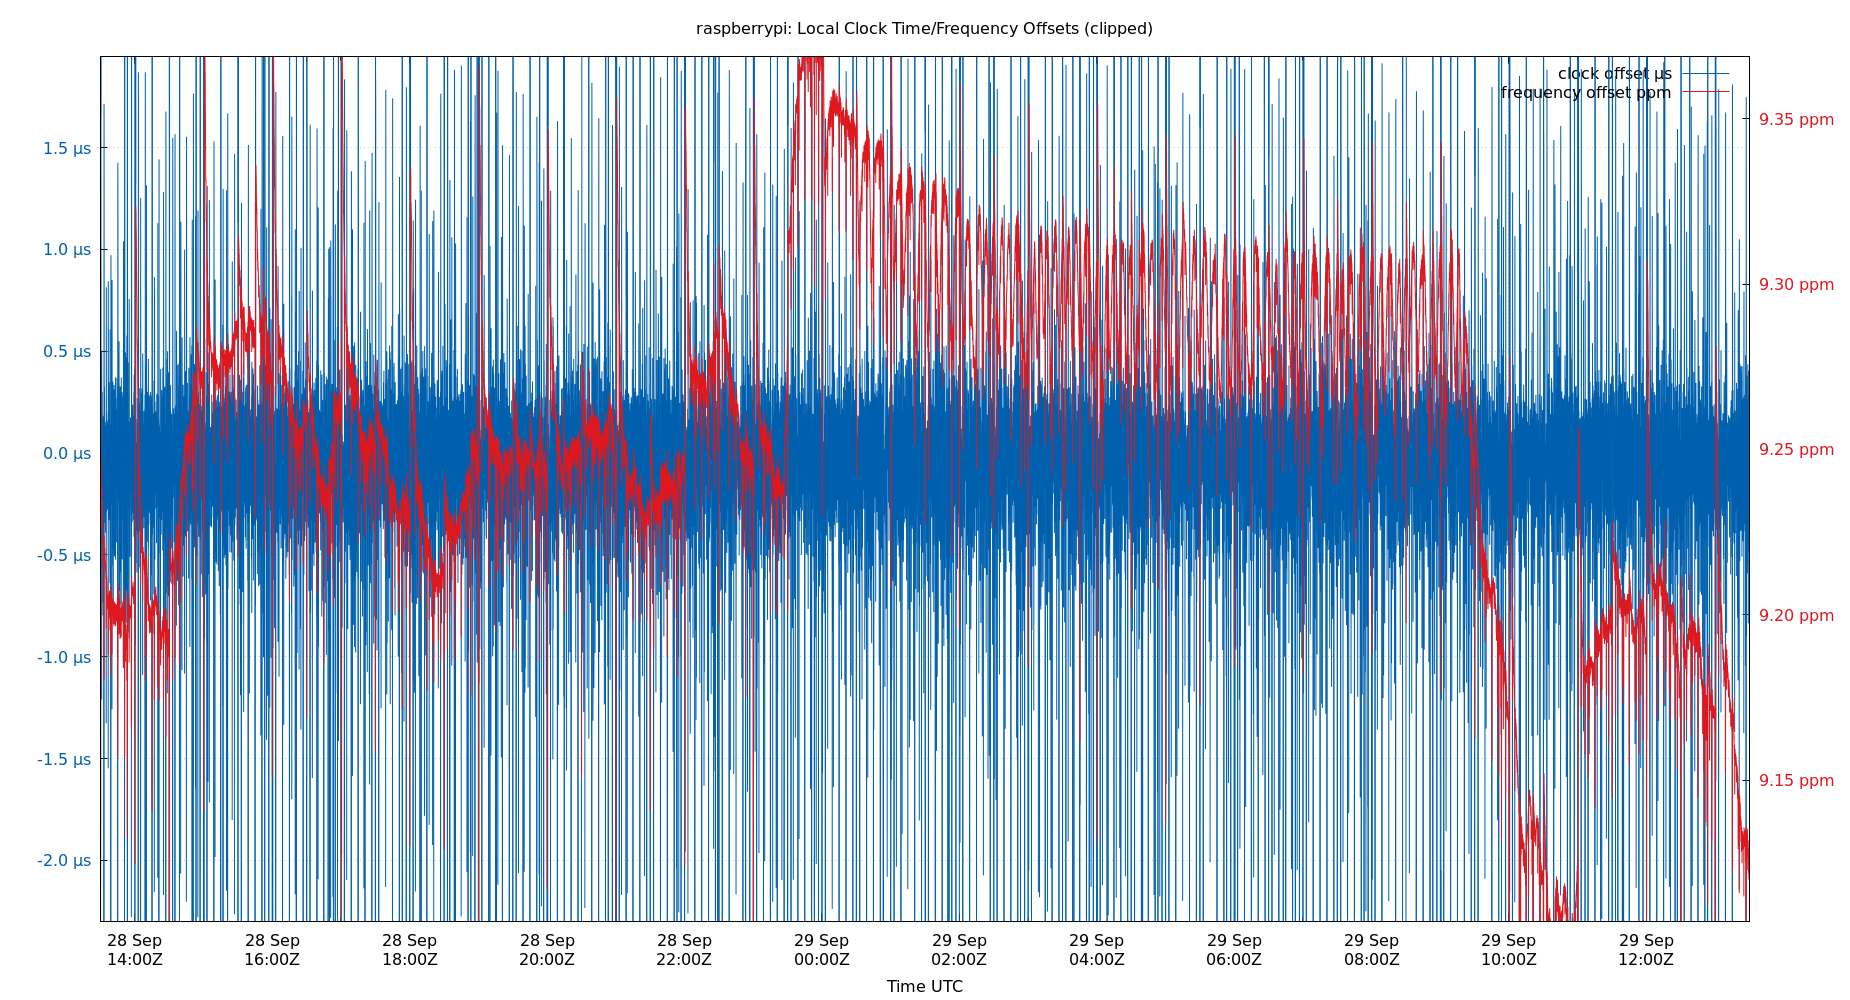 raspberrypi: Local Clock Time/Frequency Offsets (clipped)
clock offset µs
frequency offset ppm
1.5 µs
1.0 µs
0.5 µs
0.0 µs
-0.5 µs
-1.0 µs
-1.5 µs
-2.0 µs
9.35 ppm
9.30 ppm
9.25 ppm
9.20 ppm
9.15 ppm
28 Sep
14:00Z
28 Sep
16:00Z
28 Sep
18:00Z
28 Sep
20:00Z
28 Sep
22:00Z
29 Sep
00:00Z
29 Sep
02:00Z
29 Sep
04:00Z
29 Sep
06:00Z
29 Sep
08:00Z
29 Sep
10:00Z
29 Sep
12:00Z
Time UTC